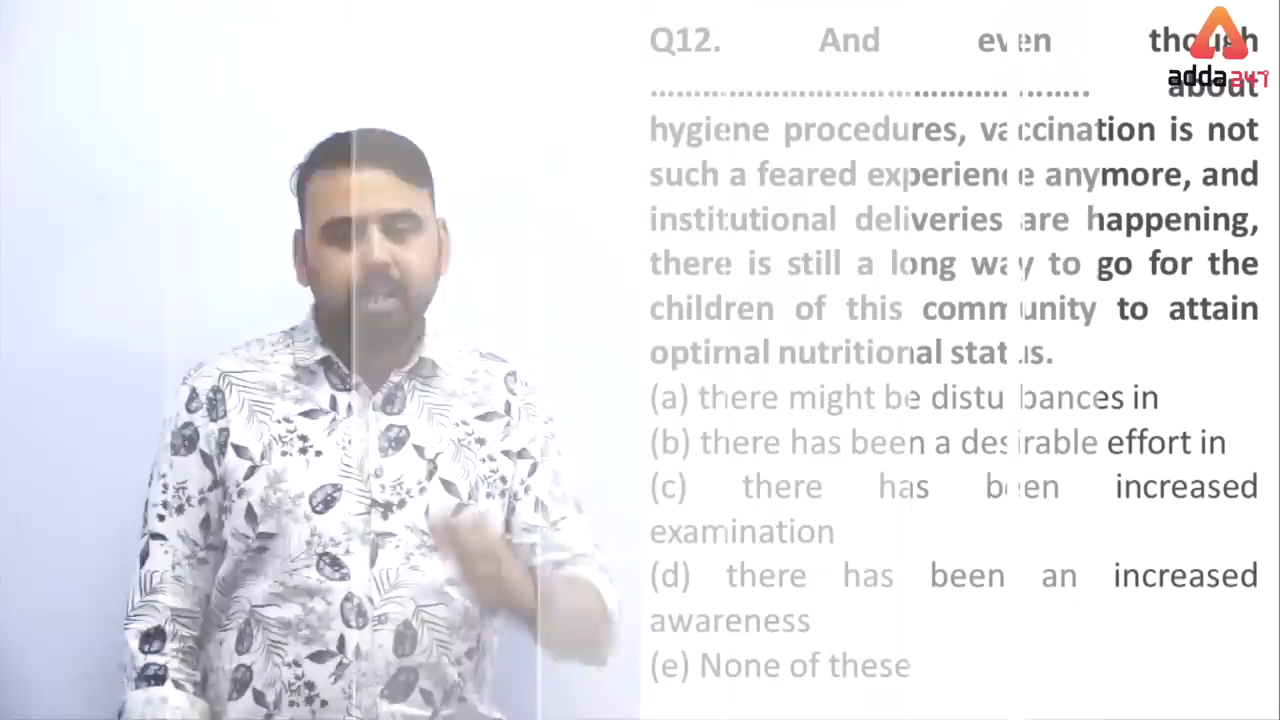 Q12. And even though
........................................................ about
hygiene procedures, vaccination is not
such a feared experience anymore, and
institutional deliveries are happening,
there is still a long way to go for the
children of this community to attain
optimal nutritional status.
(a) there might be disturbances in
(b) there has been a desirable effort in
(c) there has been increased
examination
(d) there has been an increased
awareness
(e) None of these
adda247